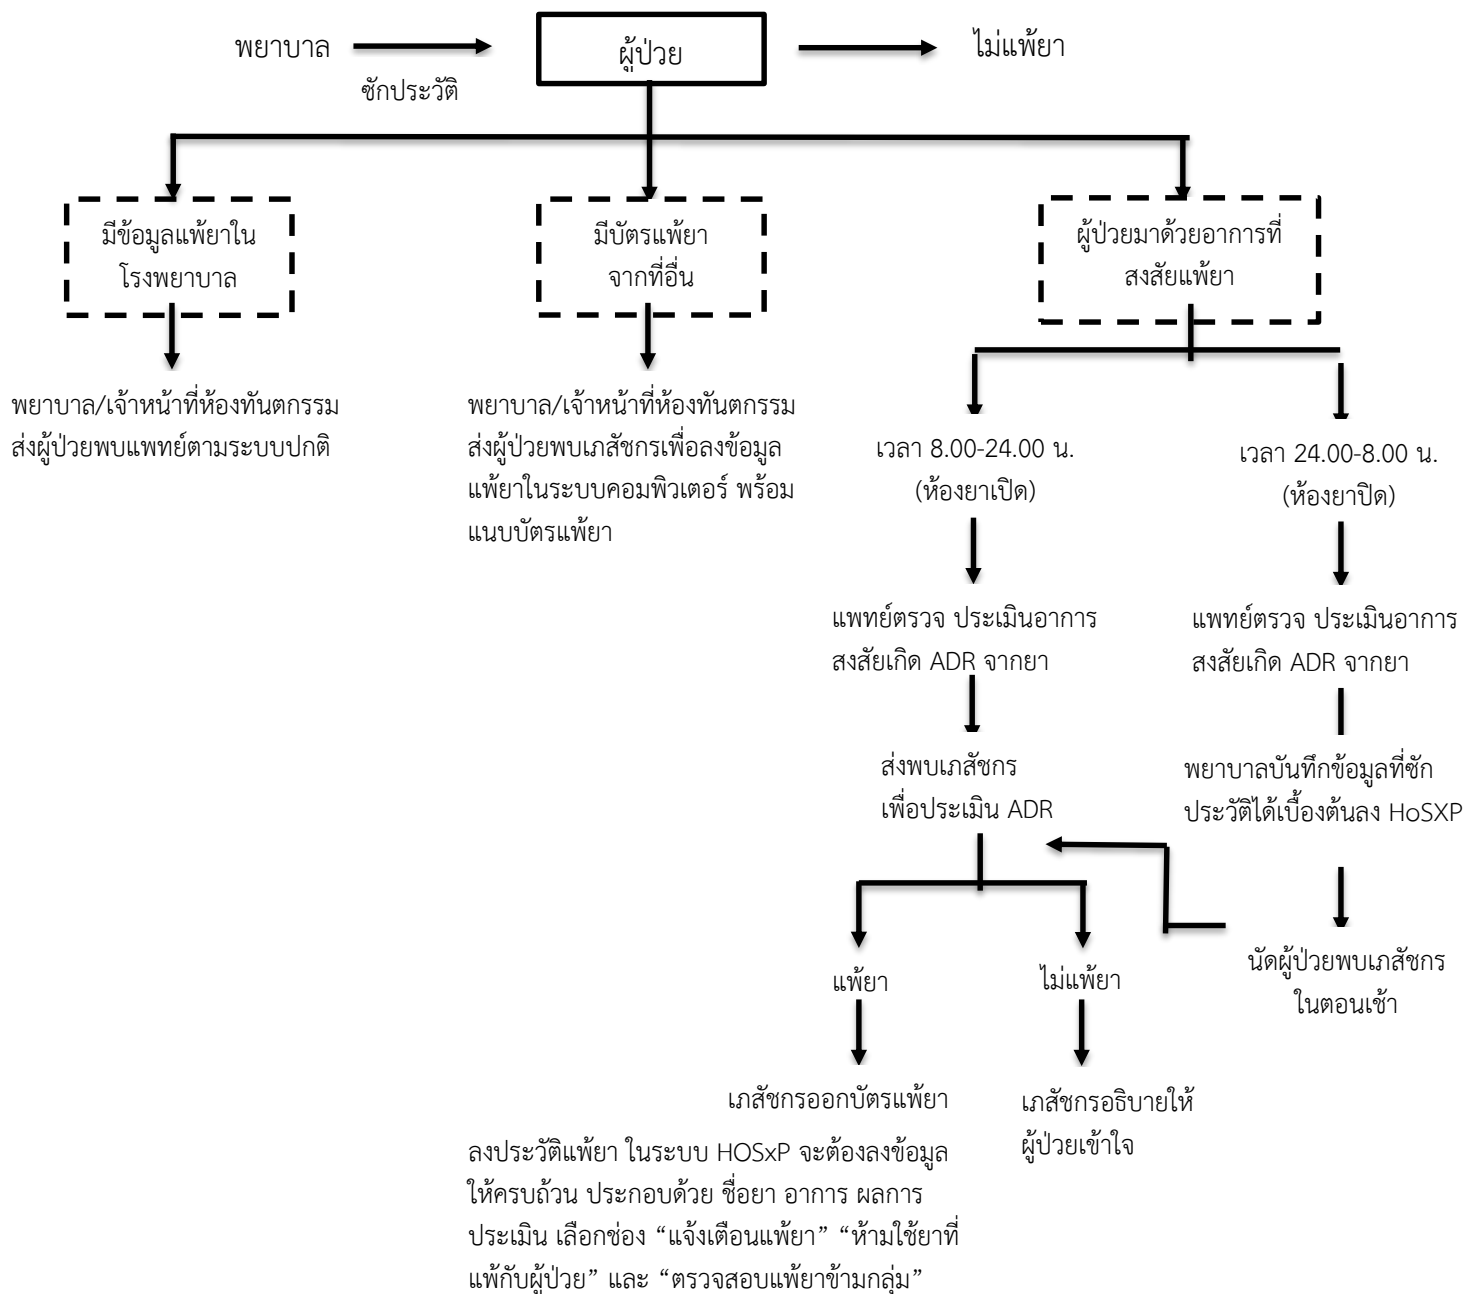 พยาบาล
ซักประวัติ
ผู้ป่วย
ไม่แพ้ยา
มีข้อมูลแพ้ยาใน
โรงพยาบาล
มีบัตรแพ้ยา
จากที่อื่น
ผู้ป่วยมาด้วยอาการที่
สงสัยแพ้ยา
พยาบาล/เจ้าหน้าที่ห้องทันตกรรม
ส่งผู้ป่วยพบแพทย์ตามระบบปกติ
พยาบาล/เจ้าหน้าที่ห้องทันตกรรม
ส่งผู้ป่วยพบเภสัชกรเพื่อลงข้อมูล
แพ้ยาในระบบคอมพิวเตอร์ พร้อม
แนบบัตรแพ้ยา
เวลา 8.00-24.00 น.
(ห้องยาเปิด)
เวลา 24.00-8.00 น.
(ห้องยาปิด)
แพทย์ตรวจ ประเมินอาการ
สงสัยเกิด ADR จากยา
แพทย์ตรวจ ประเมินอาการ
สงสัยเกิด ADR จากยา
ส่งพบเภสัชกร
เพื่อประเมิน ADR
พยาบาลบันทึกข้อมูลที่ซัก
ประวัติได้เบื้องต้นลง HoSXP
แพ้ยา
ไม่แพ้ยา
นัดผู้ป่วยพบเภสัชกร
ในตอนเช้า
เภสัชกรออกบัตรแพ้ยา
ลงประวัติแพ้ยา ในระบบ HOSxP จะต้องลงข้อมูล
ให้ครบถ้วน ประกอบด้วย ชื่อยา อาการ ผลการ
ประเมิน เลือกช่อง “แจ้งเตือนแพ้ยา” “ห้ามใช้ยาที่
แพ้กับผู้ป่วย” และ “ตรวจสอบแพ้ยาข้ามกลุ่ม”
เภสัชกรอธิบายให้
ผู้ป่วยเข้าใจ